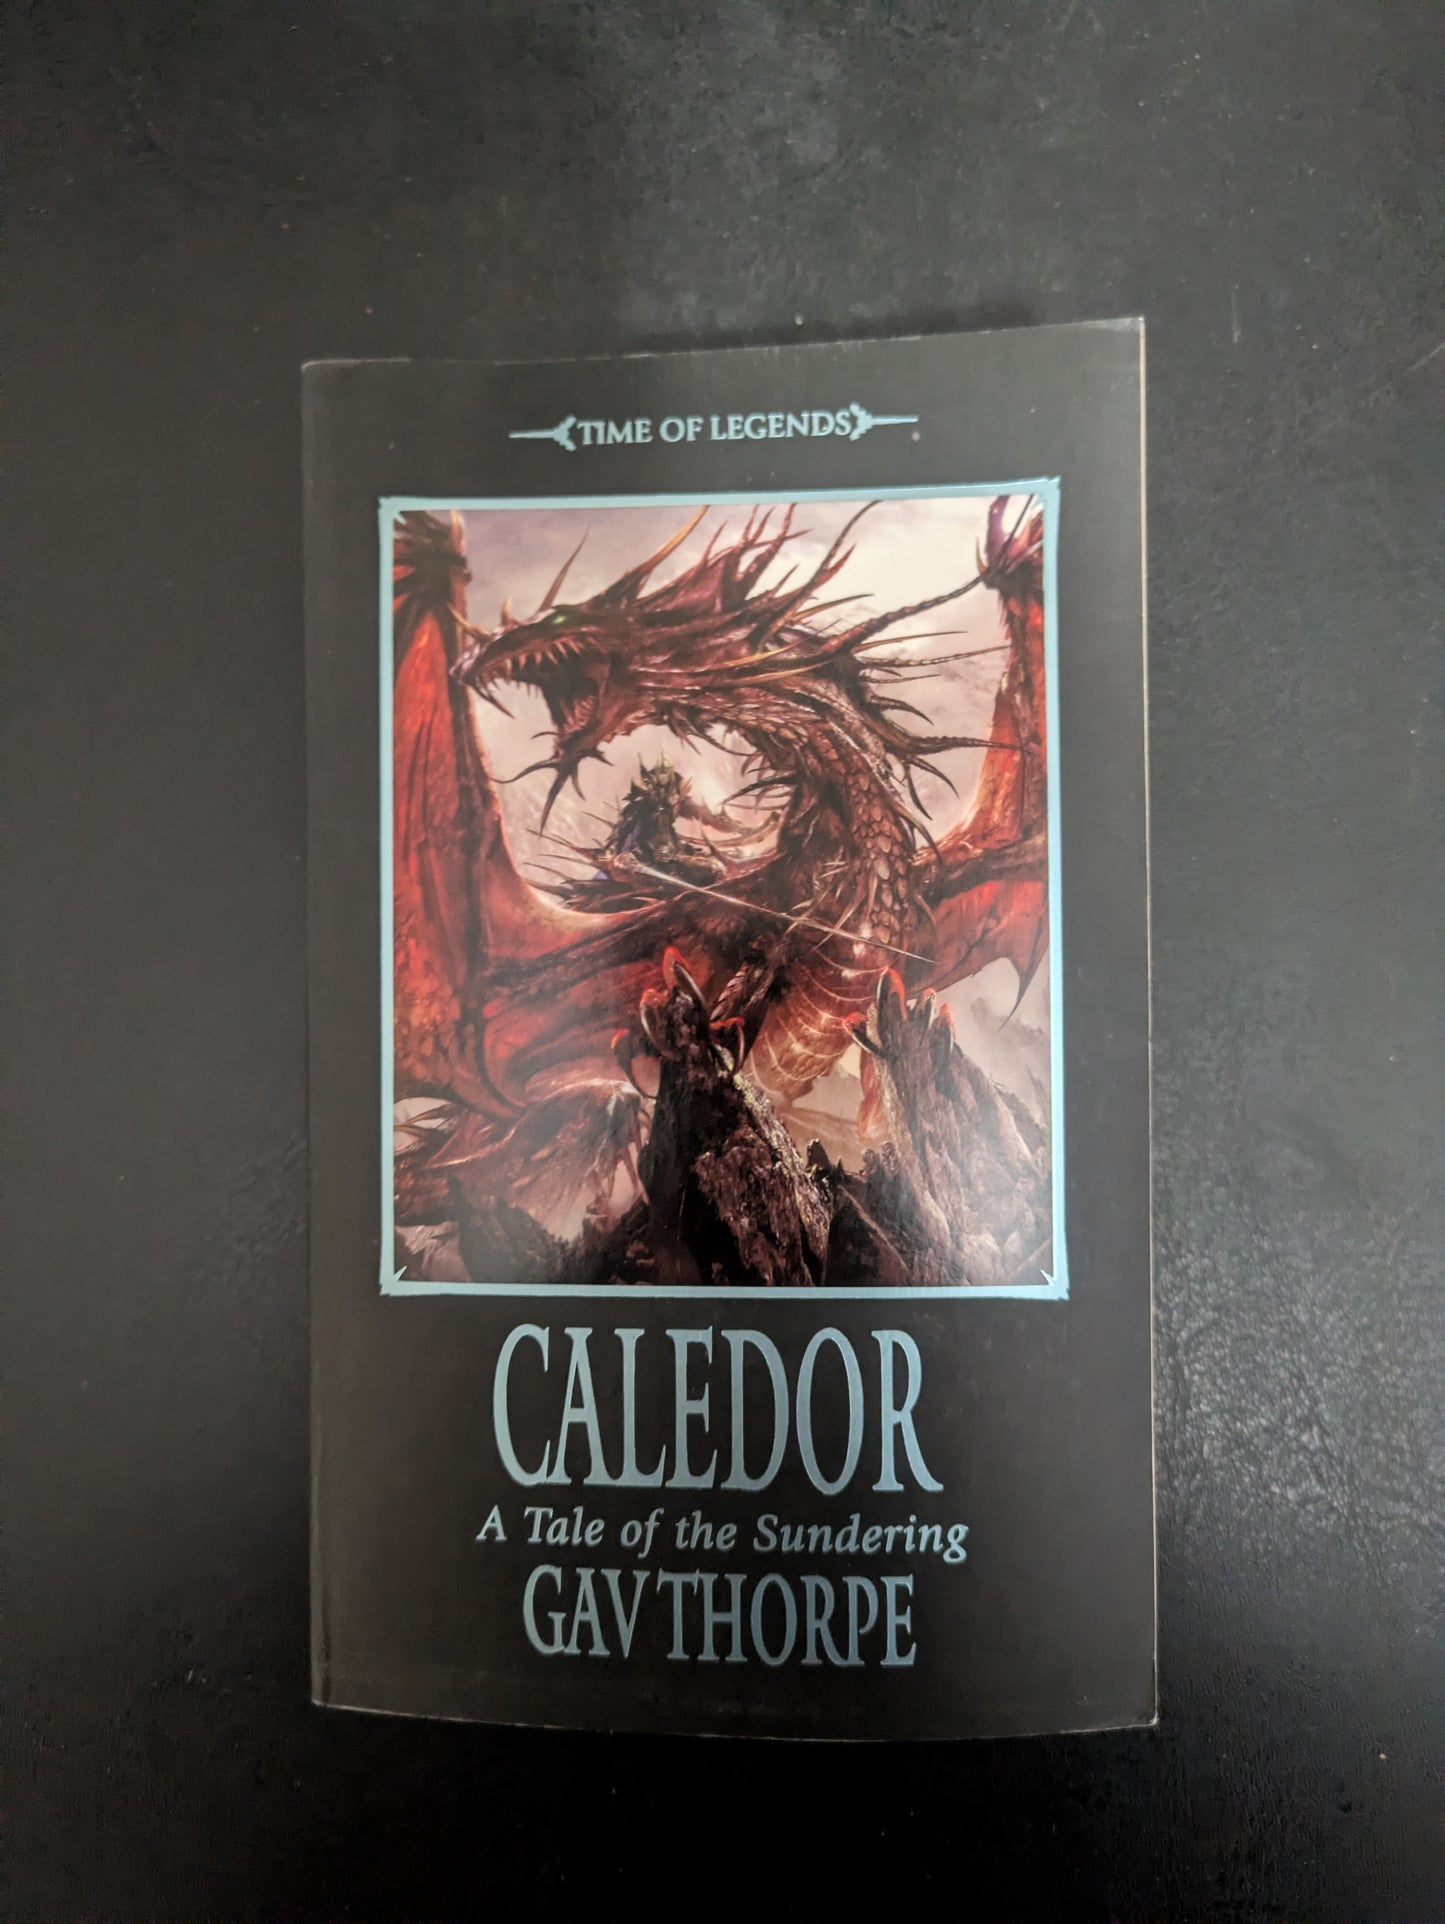 TIME OF LEGENDS
CALEDOR
A Tale of the Sundering
GAV THORPE